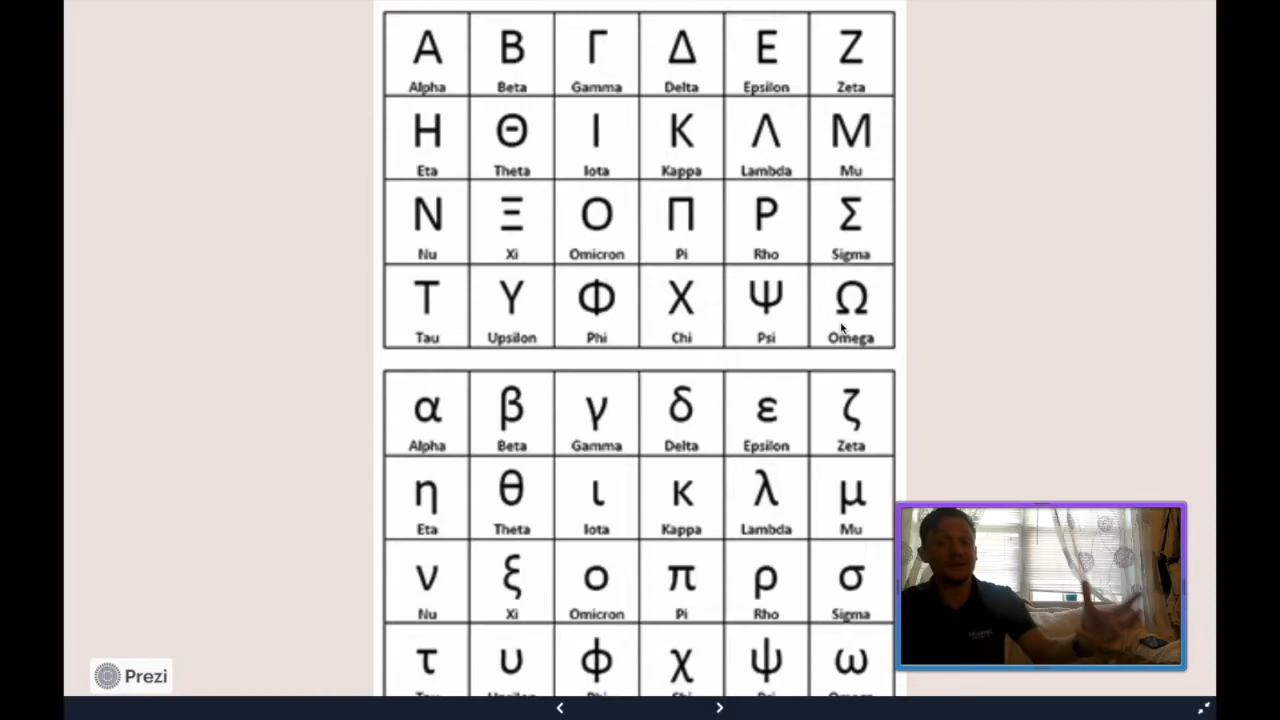 Α Β Γ Δ Ε Ζ
Alpha Beta Gamma Delta Epsilon Zeta
Η Θ Ι Κ Λ Μ
Eta Theta Iota Kappa Lambda Mu
Ν Ξ Ο Π Ρ Σ
Nu Xi Omicron Pi Rho Sigma
Τ Υ Φ Χ Ψ Ω
Tau Upsilon Phi Chi Psi Omega
α β γ δ ε ζ
Alpha Beta Gamma Delta Epsilon Zeta
η θ ι κ λ μ
Eta Theta Iota Kappa Lambda Mu
ν ξ ο π ρ σ
Nu Xi Omicron Pi Rho Sigma
τ υ φ χ ψ ω
Prezi